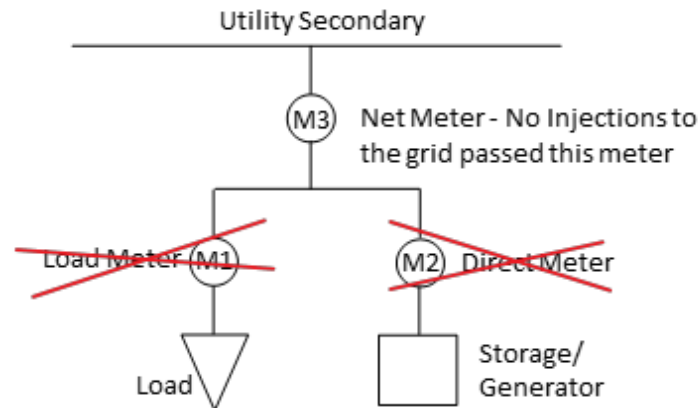 Utility Secondary
M3
Net Meter - No Injections to
the grid passed this meter
Load Meter
M1
M2
Direct Meter
Load
Storage/
Generator